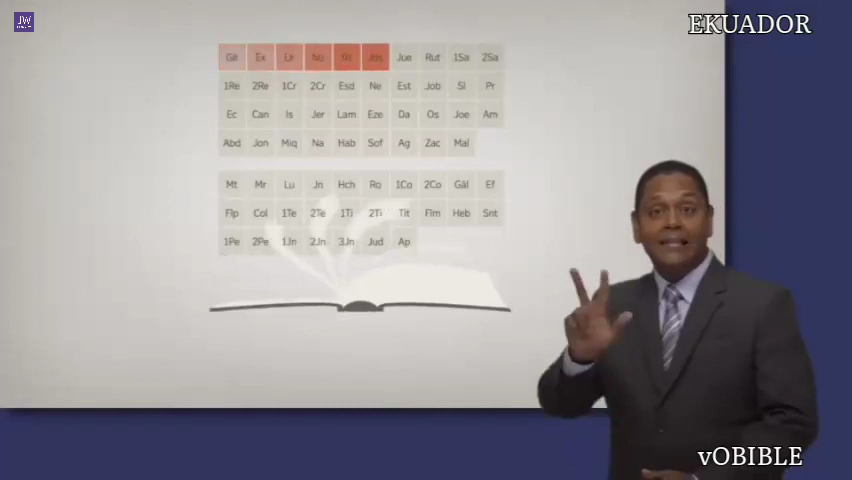 JW
EKUADOR
Gé Ex Le Nú Dt Jos Jue Rut 1Sa 2Sa
1Re 2Re 1Cr 2Cr Esd Ne Est Job Sl Pr
Ec Can Is Jer Lam Eze Da Os Joe Am
Abd Jon Miq Na Hab Sof Ag Zac Mal
Mt Mr Lu Jn Hch Ro 1Co 2Co Gál Ef
Flp Col 1Te 2Te 1Ti 2Ti Tit Flm Heb Snt
1Pe 2Pe 1Jn 2Jn 3Jn Jud Ap
vOBIBLE